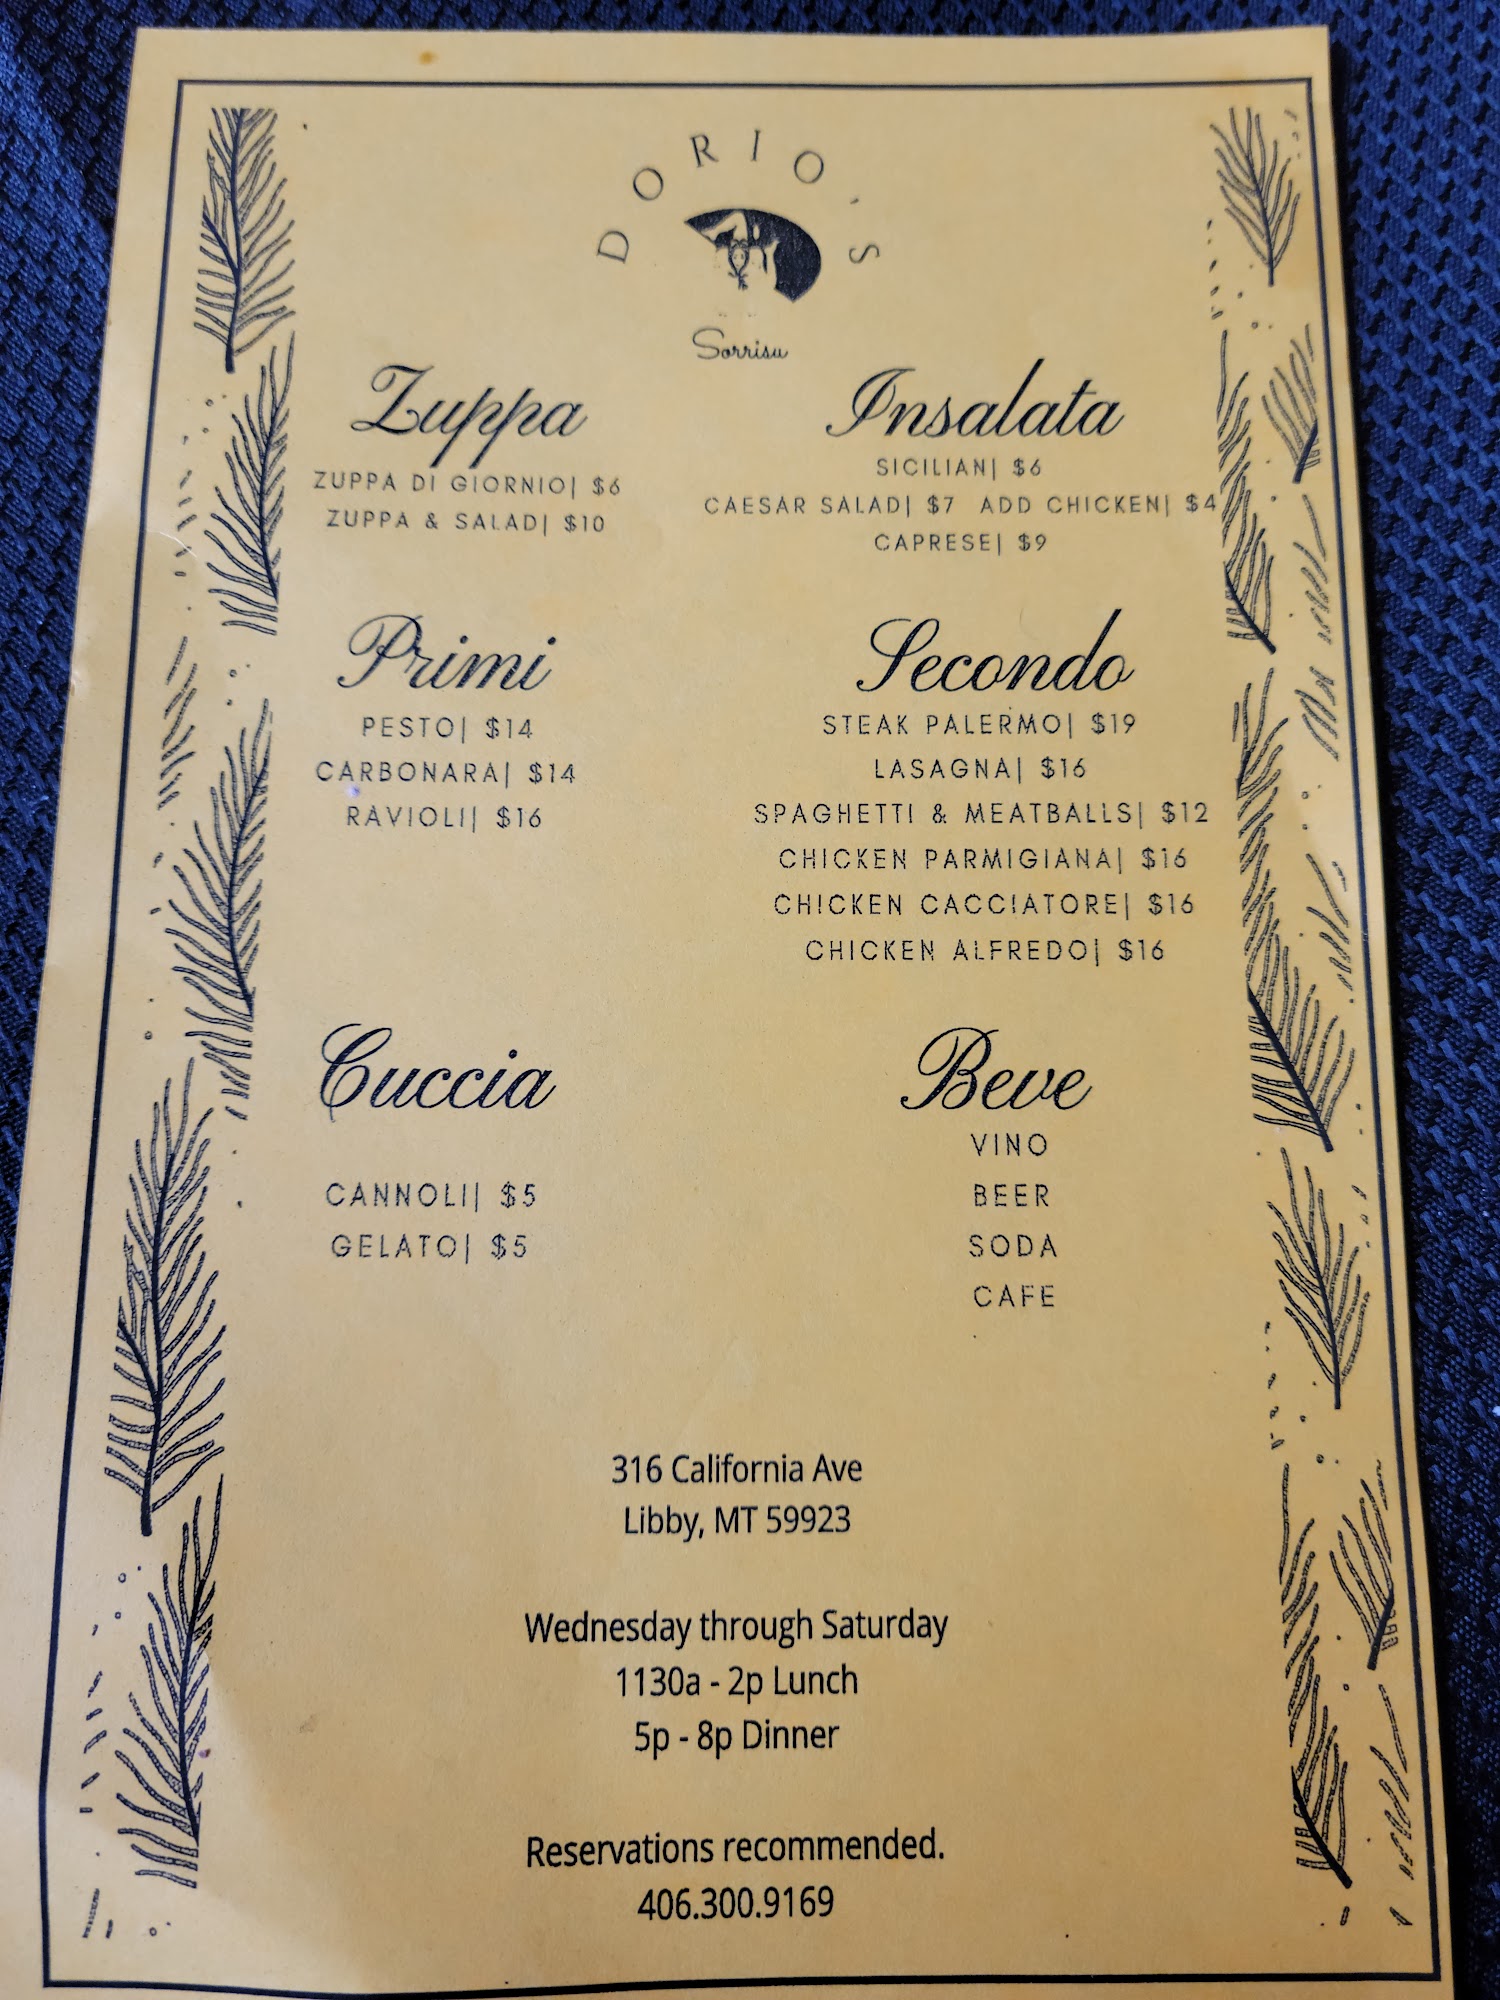 DORIO'S
Sorrisu
Zuppa
ZUPPA DI GIORNIO| $6
ZUPPA & SALAD| $10
Insalata
SICILIAN| $6
CAESAR SALAD| $7 ADD CHICKEN| $4
CAPRESE| $9
Primi
PESTO| $14
CARBONARA| $14
RAVIOLI| $16
Secondo
STEAK PALERMO| $19
LASAGNA| $16
SPAGHETTI & MEATBALLS| $12
CHICKEN PARMIGIANA| $16
CHICKEN CACCIATORE| $16
CHICKEN ALFREDO| $16
Cuccia
CANNOLI| $5
GELATO| $5
Beve
VINO
BEER
SODA
CAFE
316 California Ave
Libby, MT 59923
Wednesday through Saturday
1130a - 2p Lunch
5p - 8p Dinner
Reservations recommended.
406.300.9169